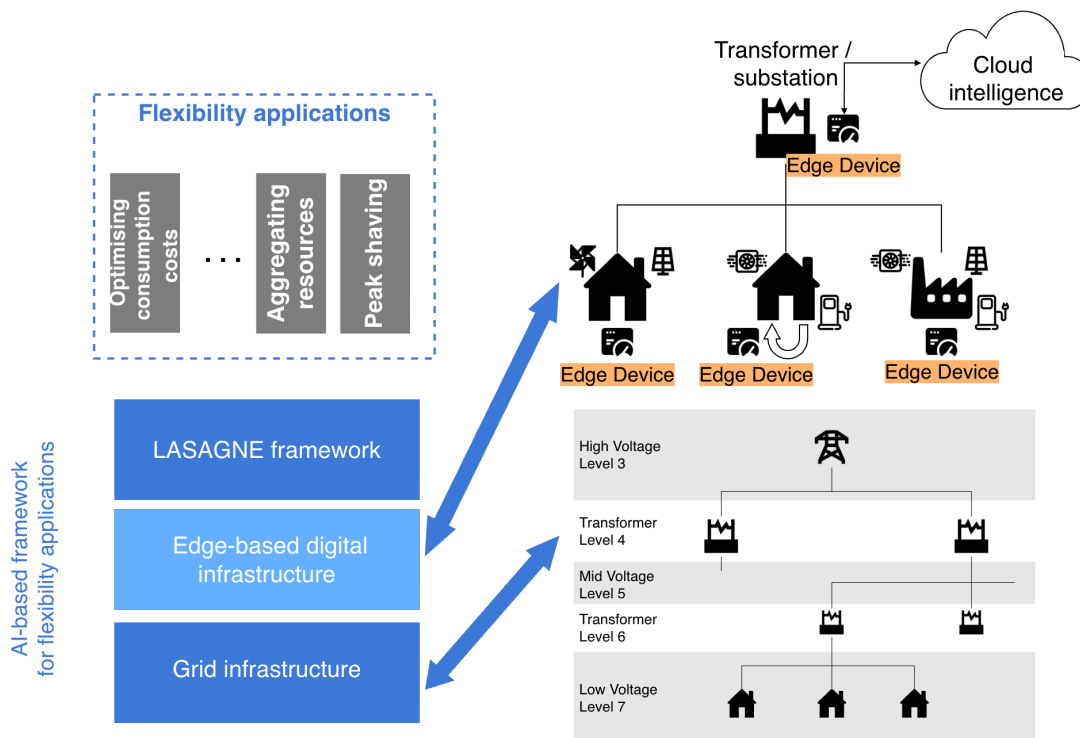 Flexibility applications
Optimising
consumption
costs
...
Aggregating
resources
Peak shaving
AI-based framework
for flexibility applications
LASAGNE framework
Edge-based digital
infrastructure
Grid infrastructure
Transformer /
substation
Cloud
intelligence
Edge Device
Edge Device
Edge Device
Edge Device
High Voltage
Level 3
Transformer
Level 4
Mid Voltage
Level 5
Transformer
Level 6
Low Voltage
Level 7